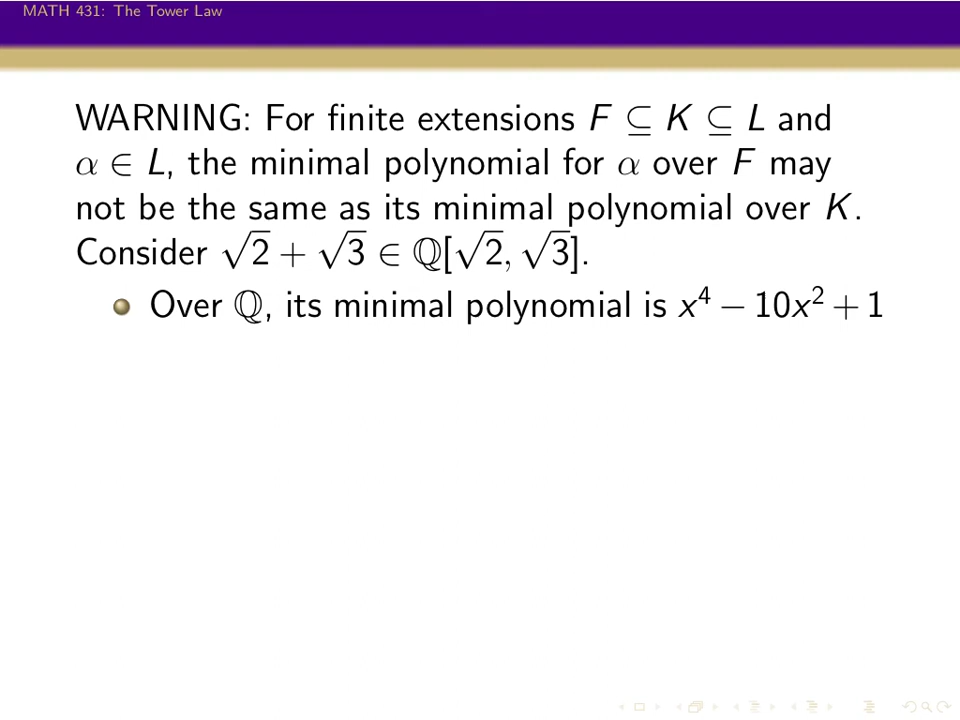 MATH 431: The Tower Law
WARNING: For finite extensions F ⊆ K ⊆ L and
α ∈ L, the minimal polynomial for α over F may
not be the same as its minimal polynomial over K.
Consider √2 + √3 ∈ ℚ[√2, √3].
Over ℚ, its minimal polynomial is x⁴ − 10x² + 1